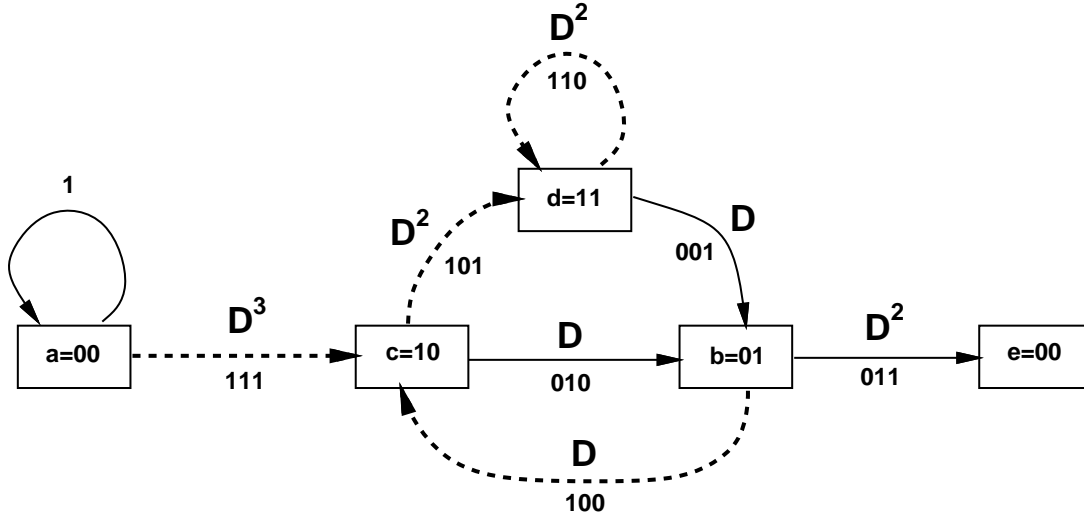 D²
110
1
d=11
D²
D
101
001
D³
D
D²
a=00
c=10
b=01
e=00
111
010
011
D
100